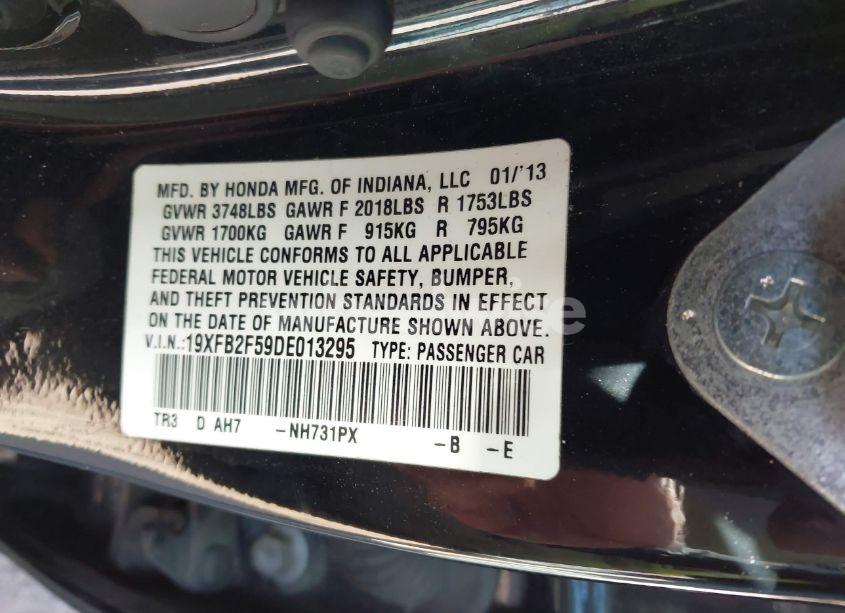 MFD. BY HONDA MFG. OF INDIANA, LLC 01/'13
GVWR 3748LBS GAWR F 2018LBS R 1753LBS
GVWR 1700KG GAWR F 915KG R 795KG
THIS VEHICLE CONFORMS TO ALL APPLICABLE
FEDERAL MOTOR VEHICLE SAFETY, BUMPER,
AND THEFT PREVENTION STANDARDS IN EFFECT
ON THE DATE OF MANUFACTURE SHOWN ABOVE.
V.I.N.:19XFB2F59DE013295 TYPE: PASSENGER CAR
TR3 D AH7 -NH731PX -B -E